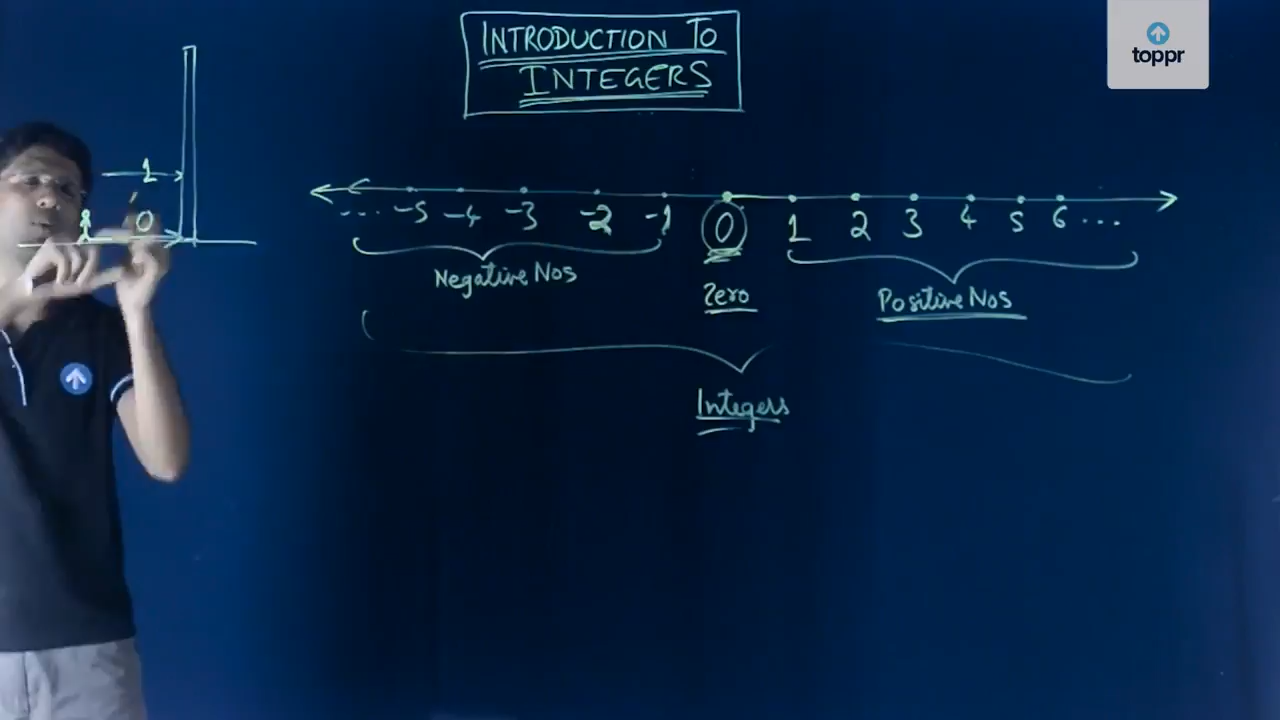 INTRODUCTION TO
INTEGERS
toppr
1
0
... -5 -4 -3 -2 -1 0 1 2 3 4 5 6 ...
Negative Nos
Zero
Positive Nos
Integers